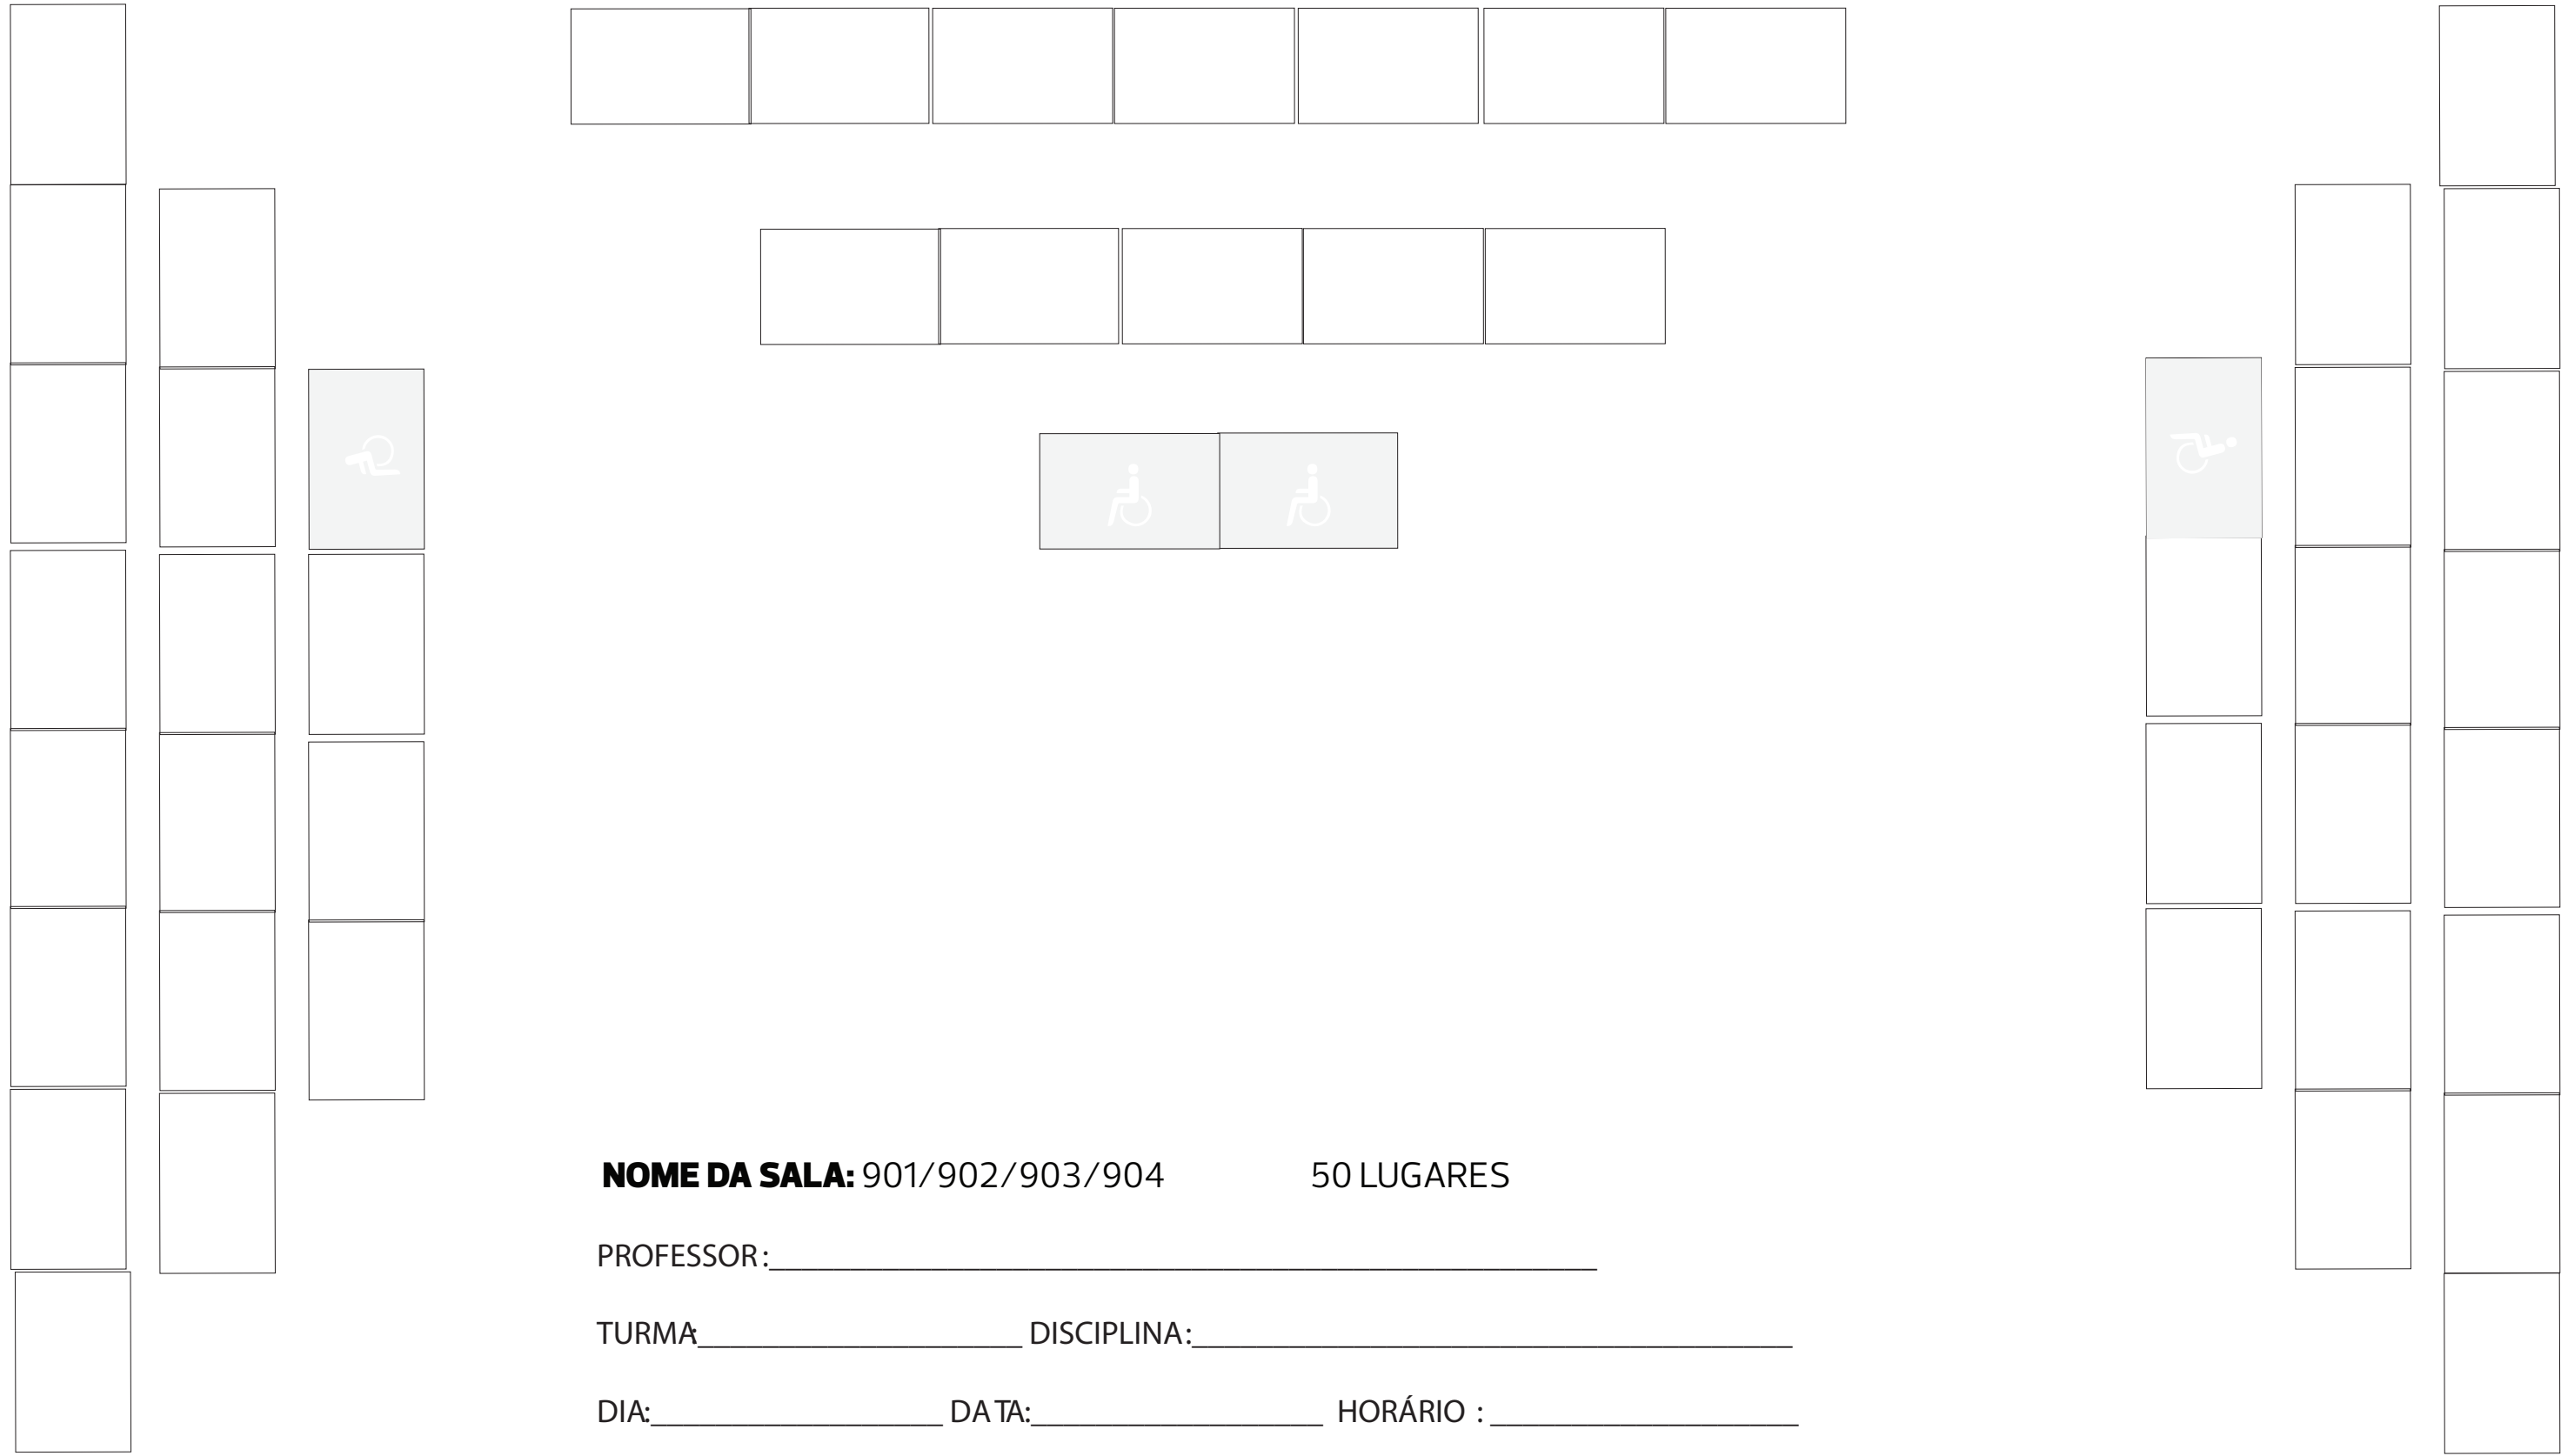 NOME DA SALA: 901/902/903/904 50 LUGARES
PROFESSOR:
TURMA: DISCIPLINA:
DIA: DATA: HORÁRIO :